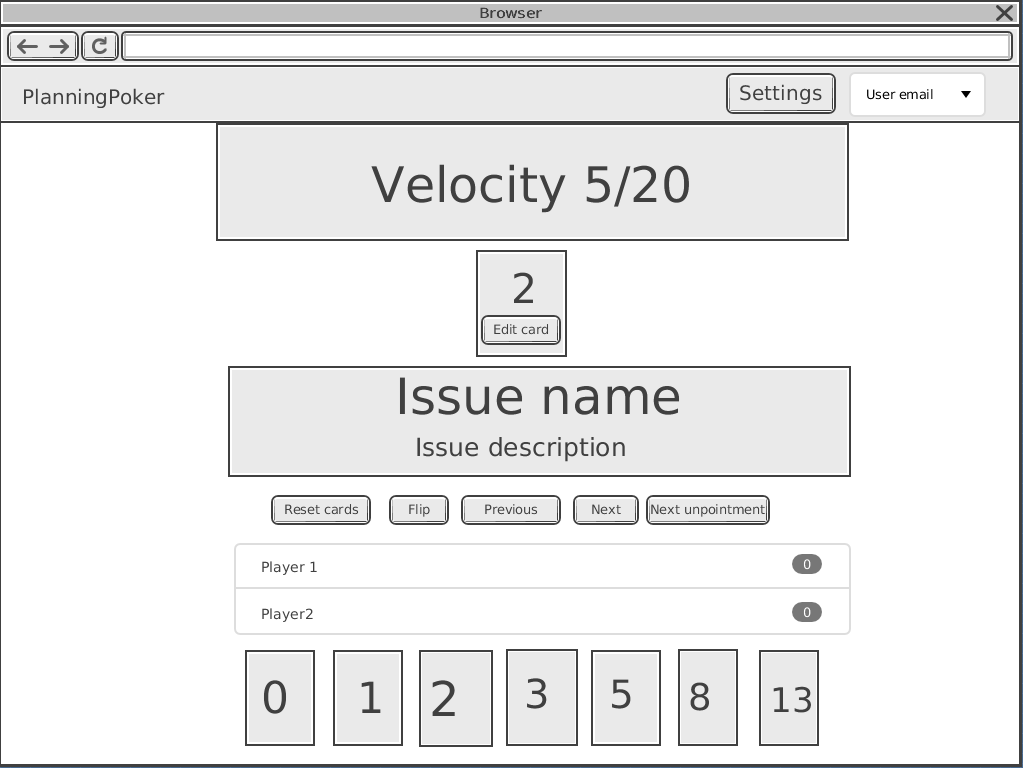 Browser
PlanningPoker
Settings
User email
Velocity 5/20
2
Edit card
Issue name
Issue description
Reset cards
Flip
Previous
Next
Next unpointment
Player 1
0
Player2
0
0
1
2
3
5
8
13